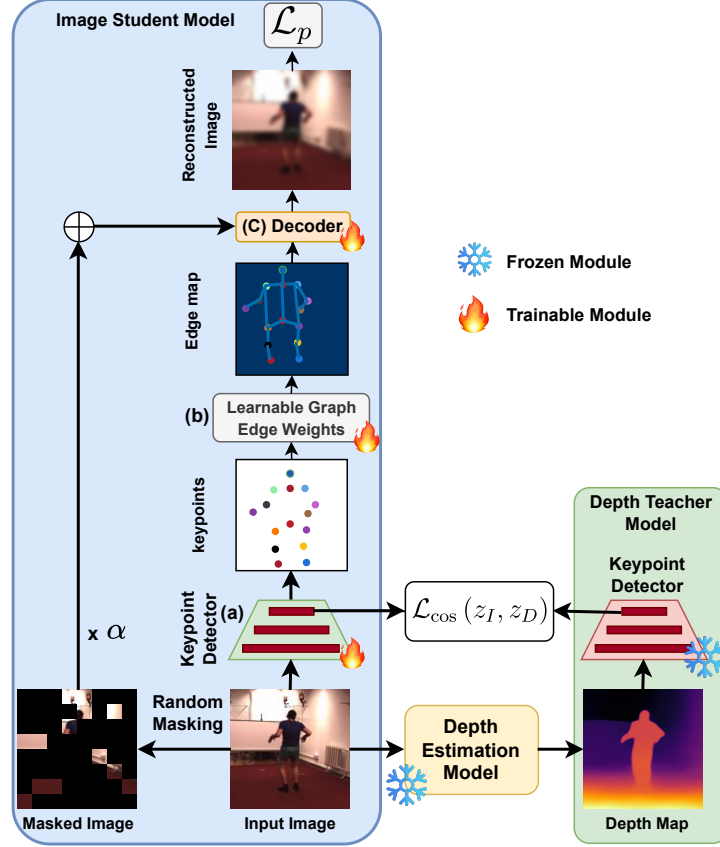 Image Student Model
ℒp
Reconstructed
Image
(C) Decoder
Edge map
Frozen Module
Trainable Module
(b)
Learnable Graph
Edge Weights
keypoints
Depth Teacher
Model
Keypoint
Detector
(a)
Keypoint
Detector
ℒcos (zI, zD)
x α
Random
Masking
Depth
Estimation
Model
Masked Image
Input Image
Depth Map